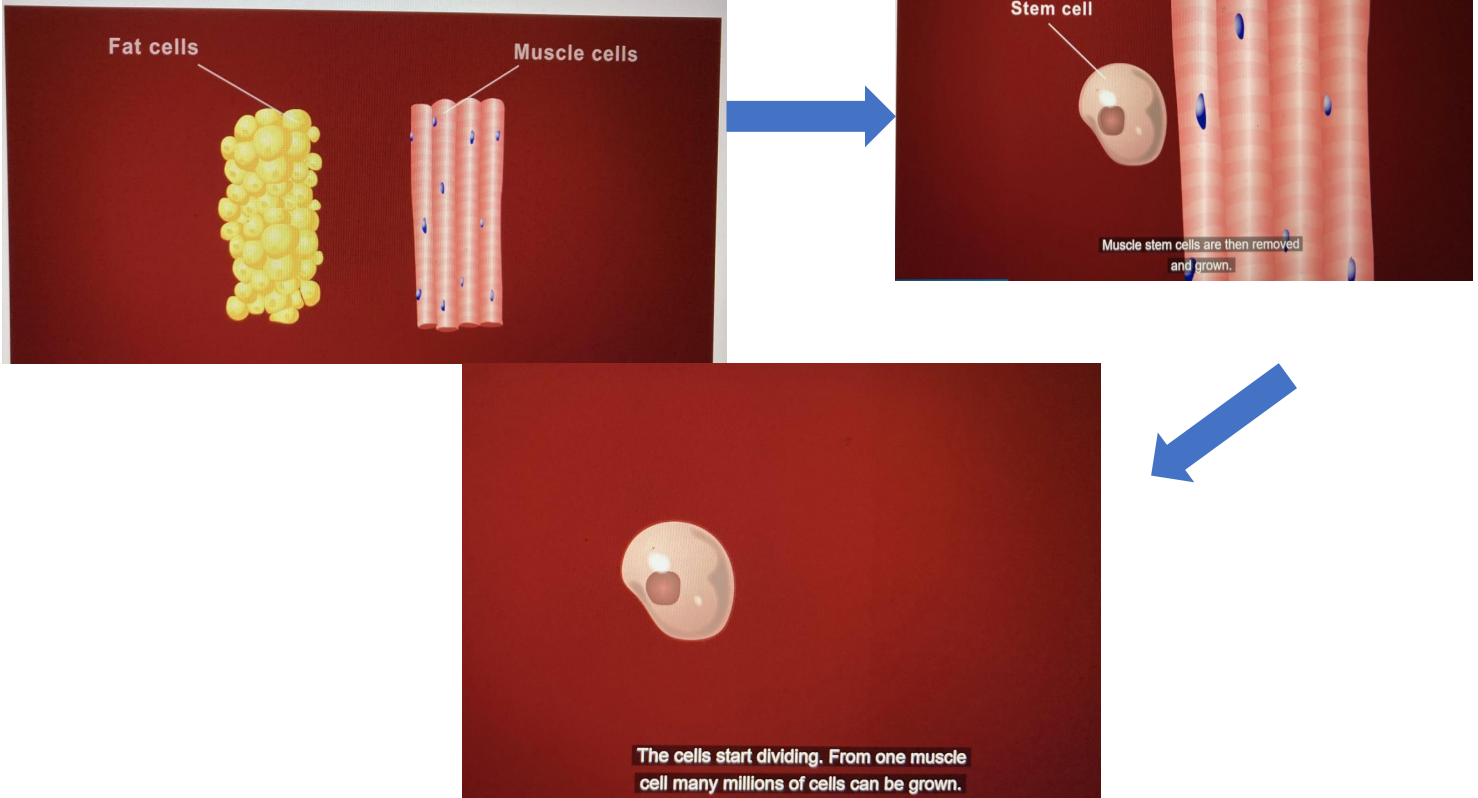 Fat cells
Muscle cells
Stem cell
Muscle stem cells are then removed
and grown.
The cells start dividing. From one muscle
cell many millions of cells can be grown.